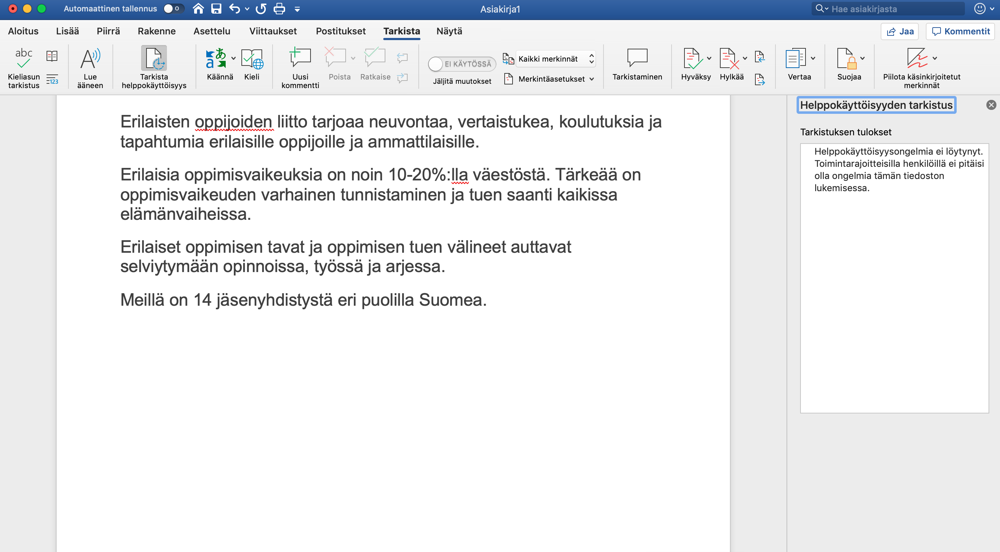 Automaattinen tallennus
Asiakirja1
Hae asiakirjasta
Aloitus Lisää Piirrä Rakenne Asettelu Viittaukset Postitukset Tarkista Näytä Jaa Kommentit
abc
Kieliasun
tarkistus
123
Lue
ääneen
Tarkista
helppokäyttöisyys
Käännä
Kieli
Uusi
kommentti
Poista
Ratkaise
EI KÄYTÖSSÄ
Jäljitä muutokset
Kaikki merkinnät
Merkintäasetukset
Tarkistaminen
Hyväksy
Hylkää
Vertaa
Suojaa
Piilota käsinkirjoitetut
merkinnät
Erilaisten oppijoiden liitto tarjoaa neuvontaa, vertaistukea, koulutuksia ja
tapahtumia erilaisille oppijoille ja ammattilaisille.
Erilaisia oppimisvaikeuksia on noin 10-20%:lla väestöstä. Tärkeää on
oppimisvaikeuden varhainen tunnistaminen ja tuen saanti kaikissa
elämänvaiheissa.
Erilaiset oppimisen tavat ja oppimisen tuen välineet auttavat
selviytymään opinnoissa, työssä ja arjessa.
Meillä on 14 jäsenyhdistystä eri puolilla Suomea.
Helppokäyttöisyyden tarkistus
Tarkistuksen tulokset
Helppokäyttöisyysongelmia ei löytynyt.
Toimintarajoitteisilla henkilöillä ei pitäisi
olla ongelmia tämän tiedoston
lukemisessa.